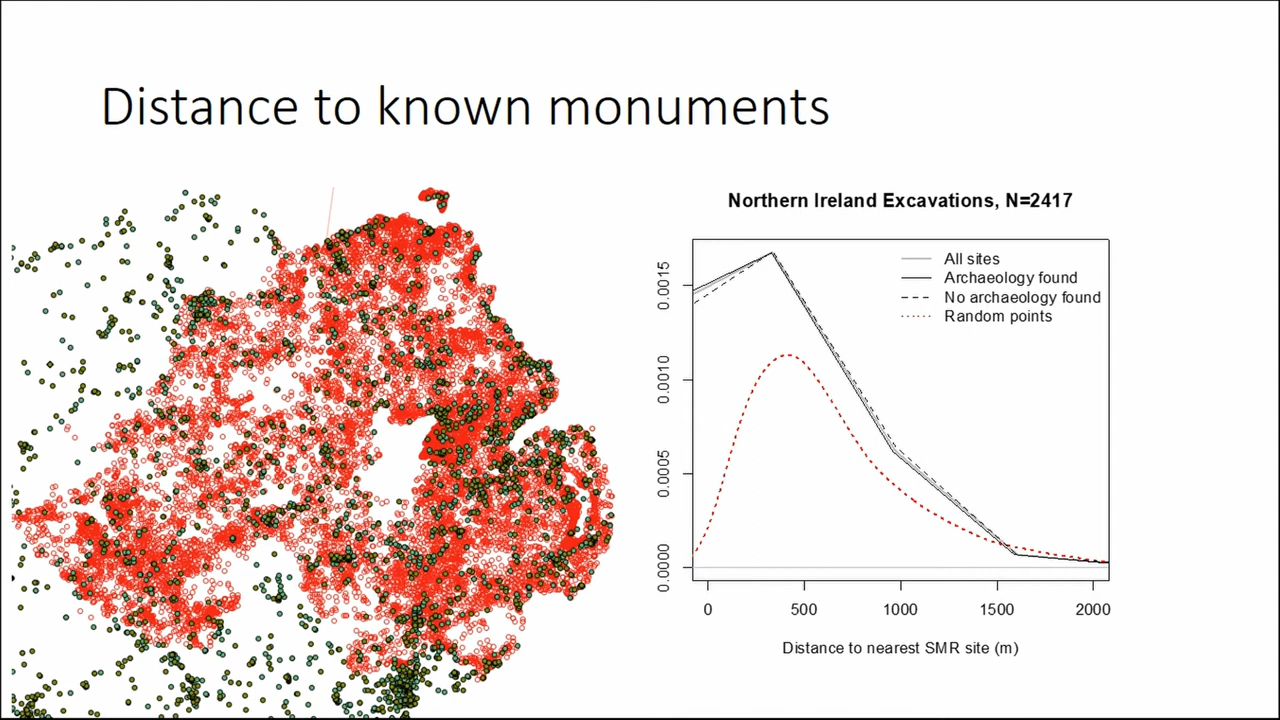 Distance to known monuments
Northern Ireland Excavations, N=2417
All sites
Archaeology found
No archaeology found
Random points
0.0015
0.0010
0.0005
0.0000
0 500 1000 1500 2000
Distance to nearest SMR site (m)